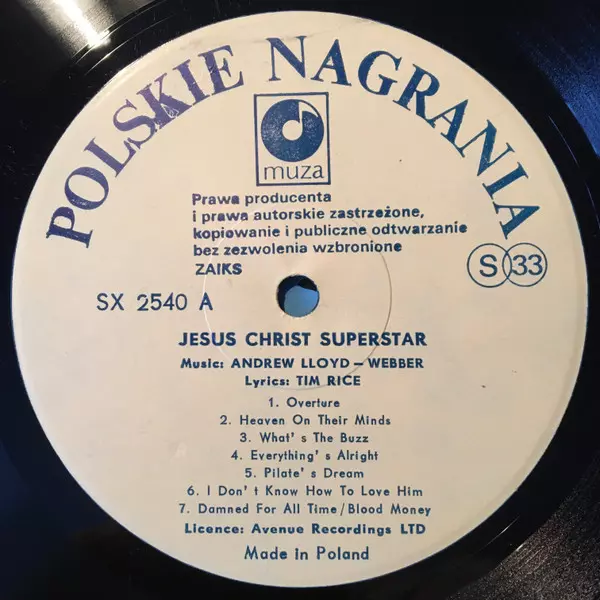 POLSKIE NAGRANIA
muza
Prawa producenta
i prawa autorskie zastrzeżone,
kopiowanie i publiczne odtwarzanie
bez zezwolenia wzbronione
ZAIKS
S 33
SX 2540 A
JESUS CHRIST SUPERSTAR
Music: ANDREW LLOYD – WEBBER
Lyrics: TIM RICE
1. Overture
2. Heaven On Their Minds
3. What's The Buzz
4. Everything's Alright
5. Pilate's Dream
6. I Don't Know How To Love Him
7. Damned For All Time/Blood Money
Licence: Avenue Recordings LTD
Made in Poland